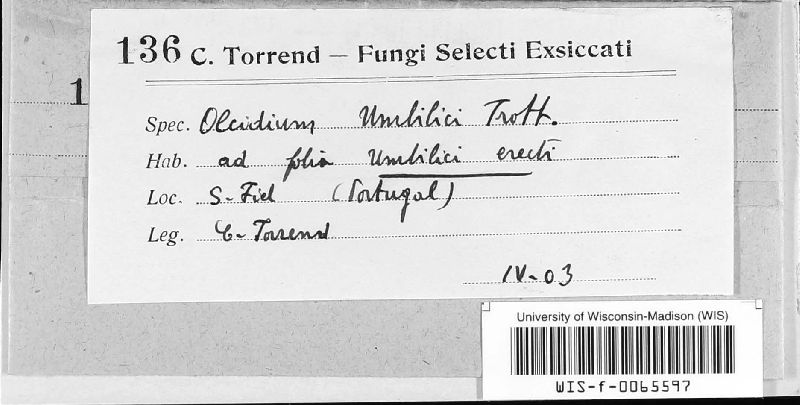 136 C. Torrend – Fungi Selecti Exsiccati
1
Spec. Oecidium Umbilici Trott.
Hab. ad folia Umbilici erecti
Loc. S. Fiel (Portugal)
Leg. C. Torrend
IV-03
University of Wisconsin-Madison (WIS)
WIS-f-0065597